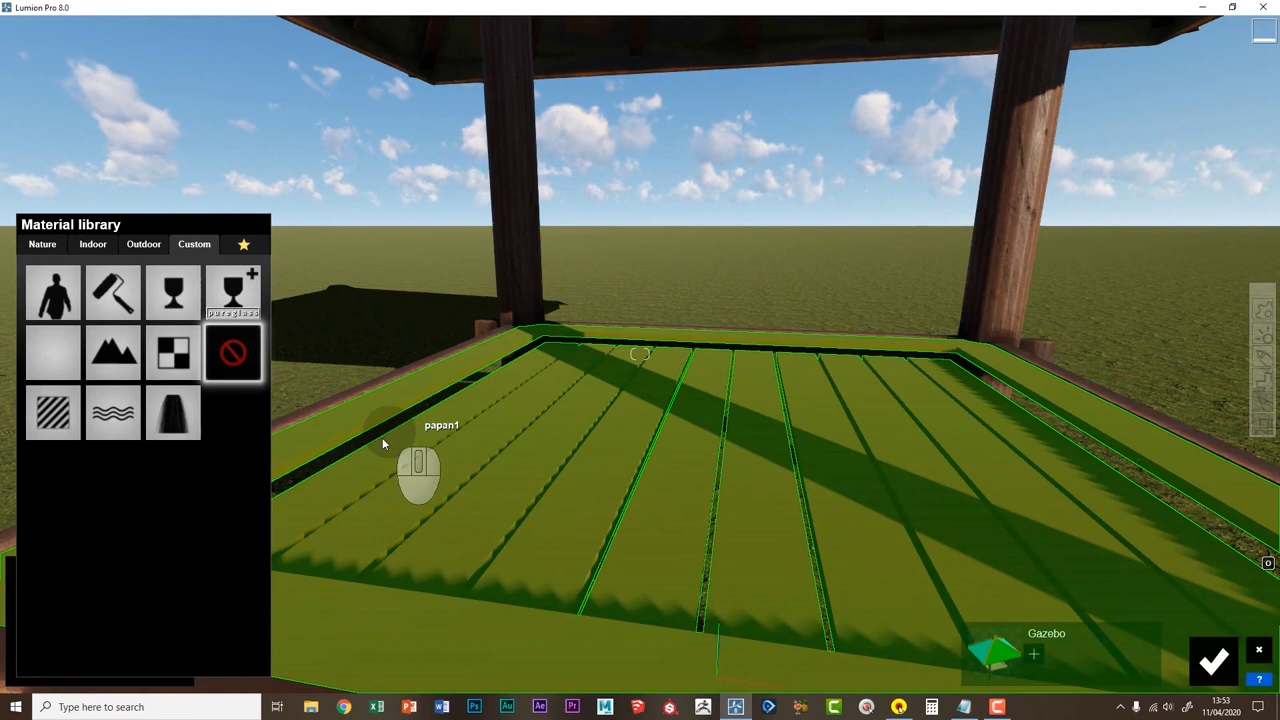 Lumion Pro 8.0
Material library
Nature Indoor Outdoor Custom
pureglass
papan1
O
Gazebo
?
Type here to search
13:53
11/04/2020